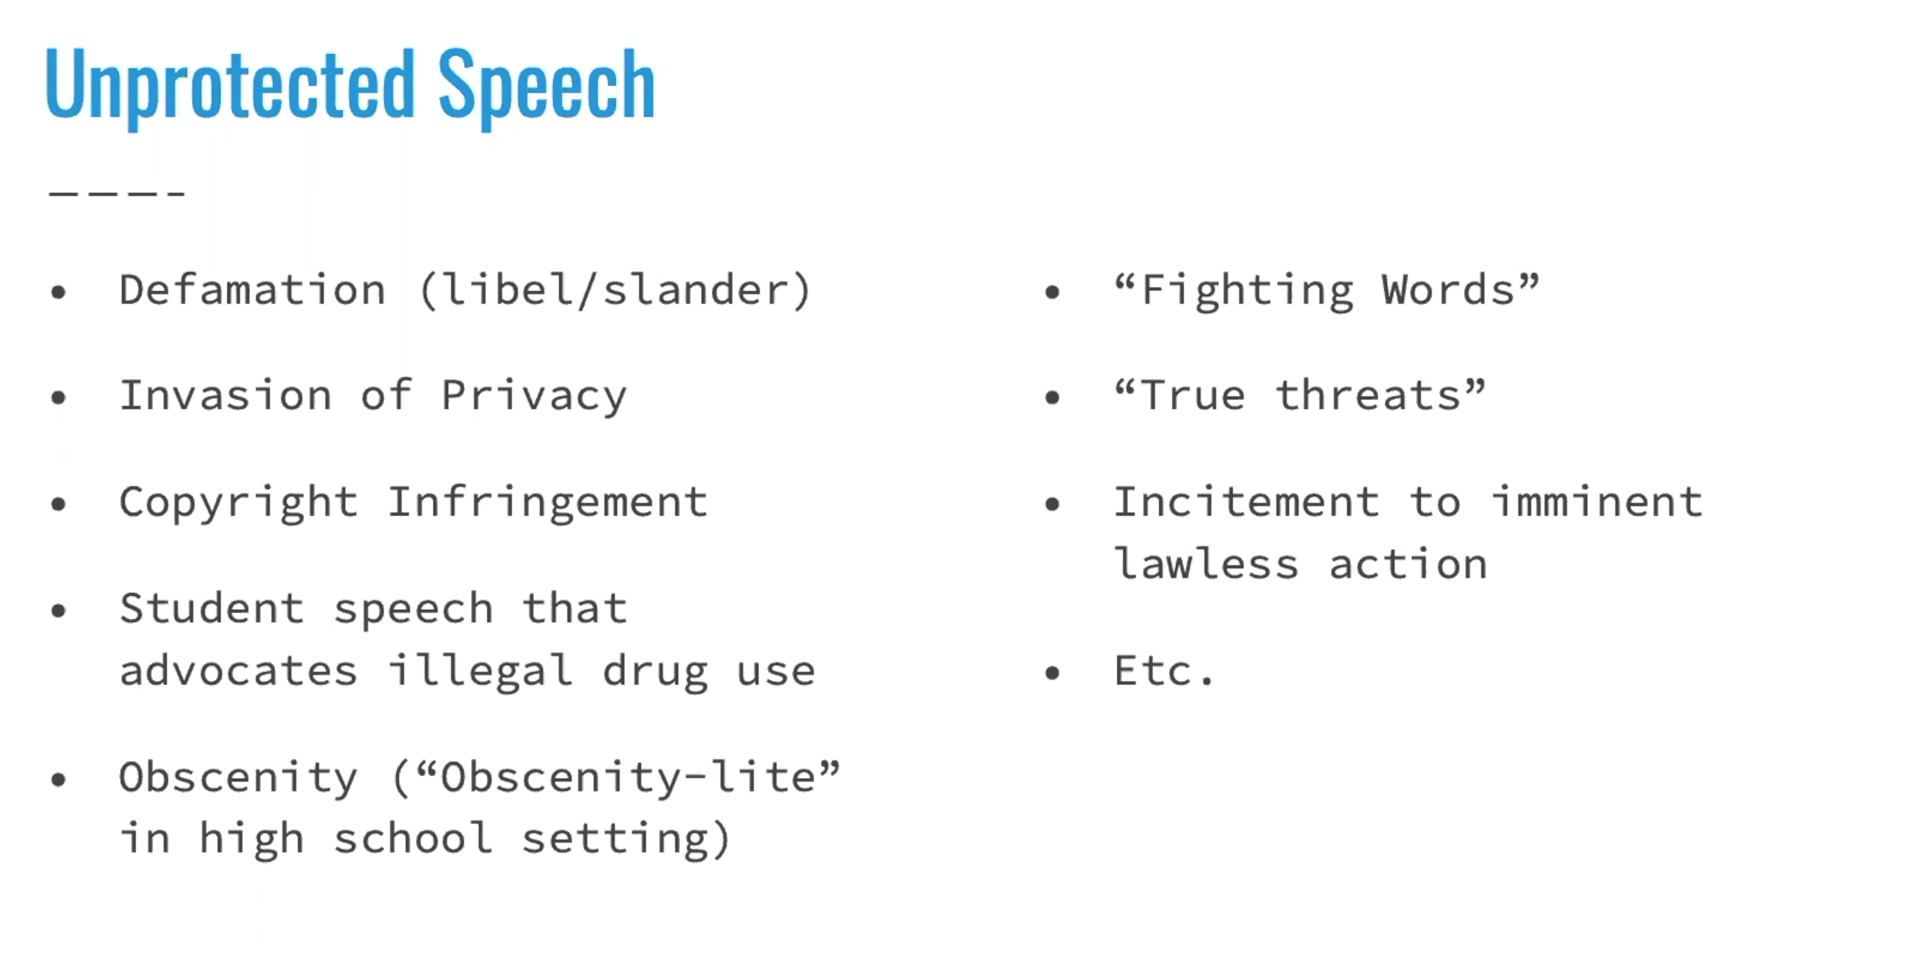 Unprotected Speech
————-
• Defamation (libel/slander)
• Invasion of Privacy
• Copyright Infringement
• Student speech that
advocates illegal drug use
• Obscenity (“Obscenity-lite”
in high school setting)
• “Fighting Words”
• “True threats”
• Incitement to imminent
lawless action
• Etc.